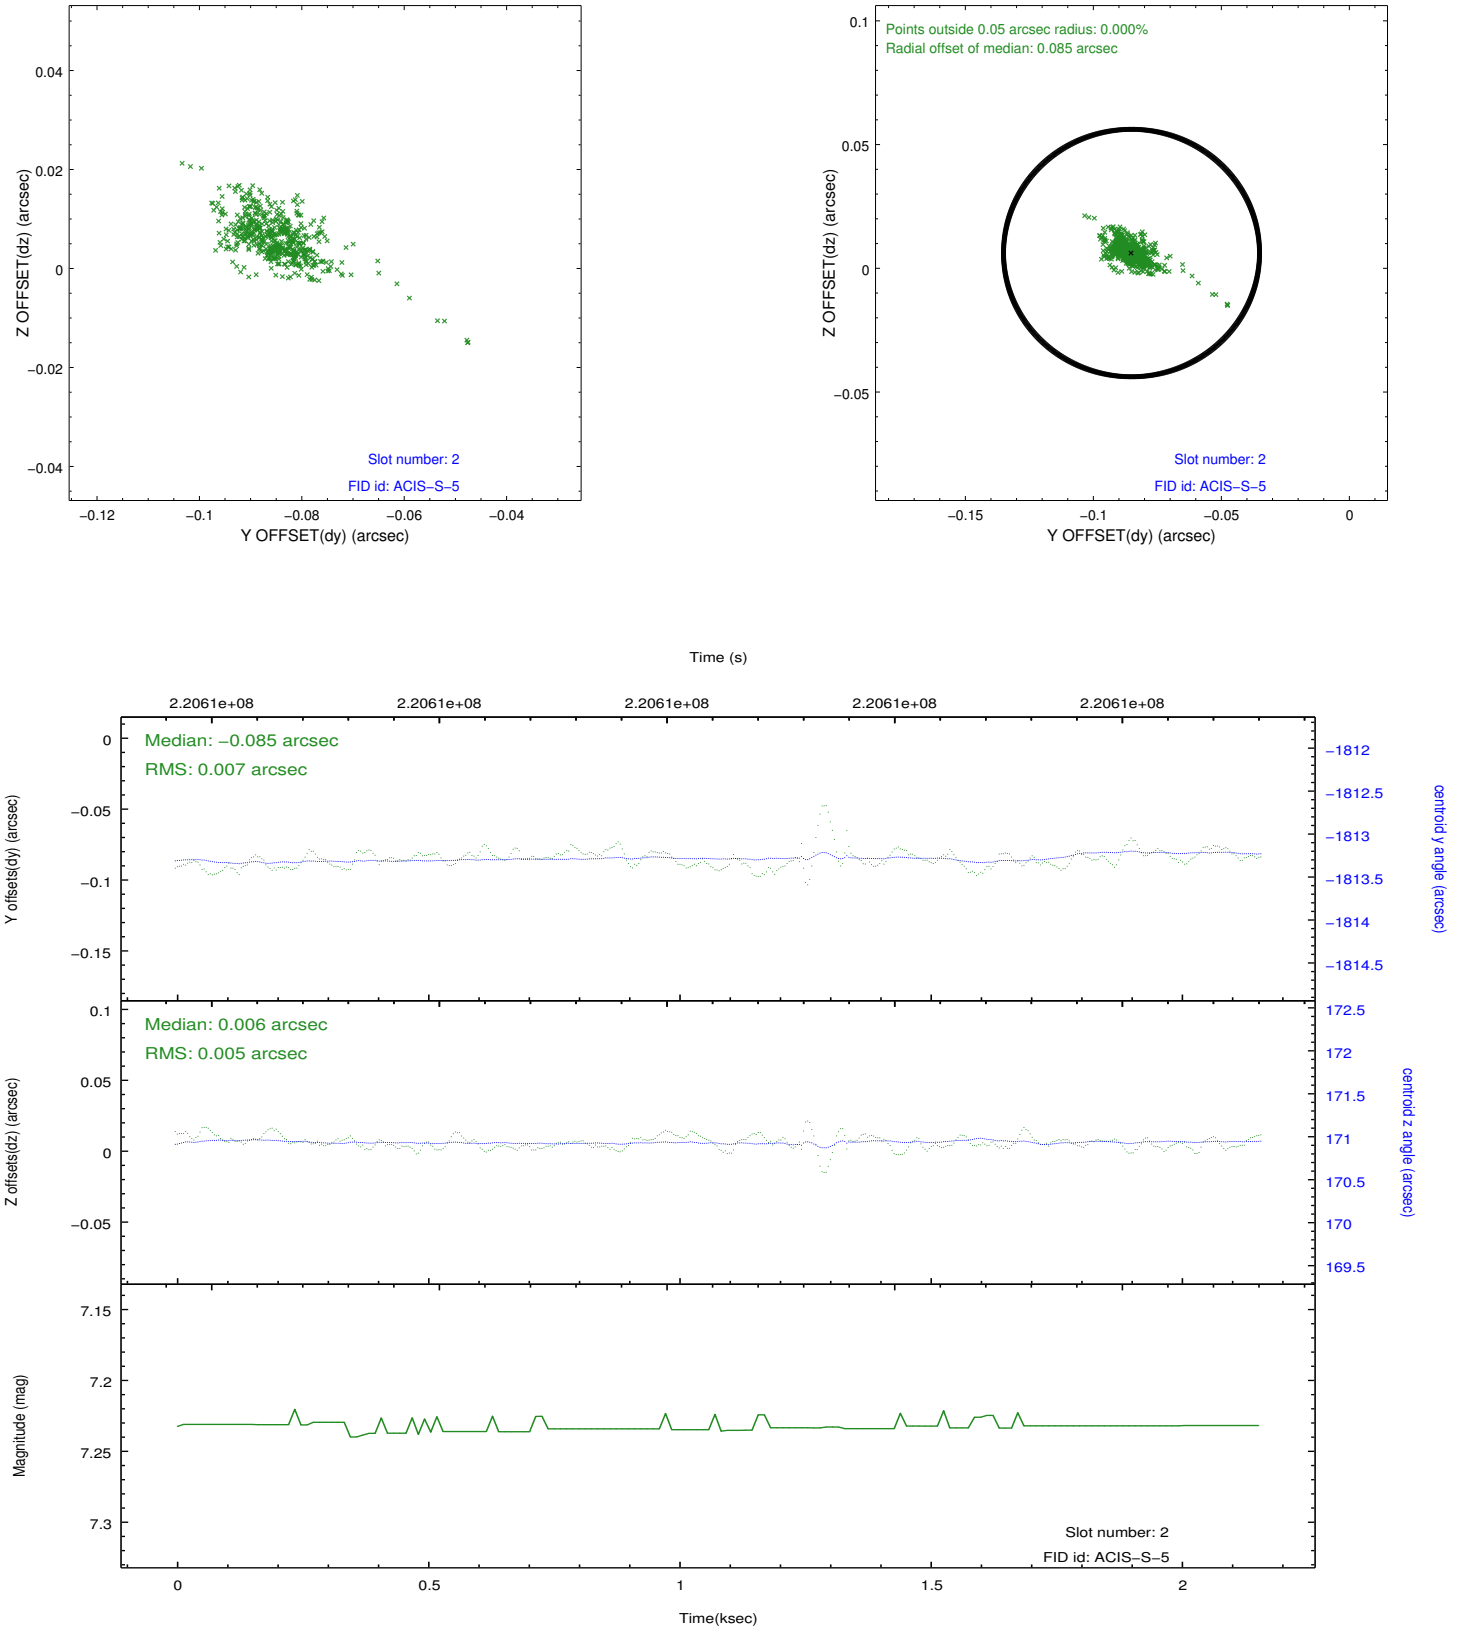 0.04
0.02
0
−0.02
−0.04
Z OFFSET(dz) (arcsec)
Slot number: 2
FID id: ACIS−S−5
−0.12
−0.1
−0.08
−0.06
−0.04
Y OFFSET(dy) (arcsec)
Points outside 0.05 arcsec radius: 0.000%
Radial offset of median: 0.085 arcsec
0.1
0.05
0
−0.05
Z OFFSET(dz) (arcsec)
Slot number: 2
FID id: ACIS−S−5
−0.15
−0.1
−0.05
0
Y OFFSET(dy) (arcsec)
Time (s)
2.2061e+08
2.2061e+08
2.2061e+08
2.2061e+08
2.2061e+08
Median: −0.085 arcsec
RMS: 0.007 arcsec
0
−0.05
−0.1
−0.15
Y offsets(dy) (arcsec)
−1812
−1812.5
−1813
−1813.5
−1814
−1814.5
centroid y angle (arcsec)
Median: 0.006 arcsec
RMS: 0.005 arcsec
0.1
0.05
0
−0.05
Z offsets(dz) (arcsec)
172.5
172
171.5
171
170.5
170
169.5
centroid z angle (arcsec)
7.15
7.2
7.25
7.3
Magnitude (mag)
Slot number: 2
FID id: ACIS−S−5
0
0.5
1
1.5
2
Time(ksec)